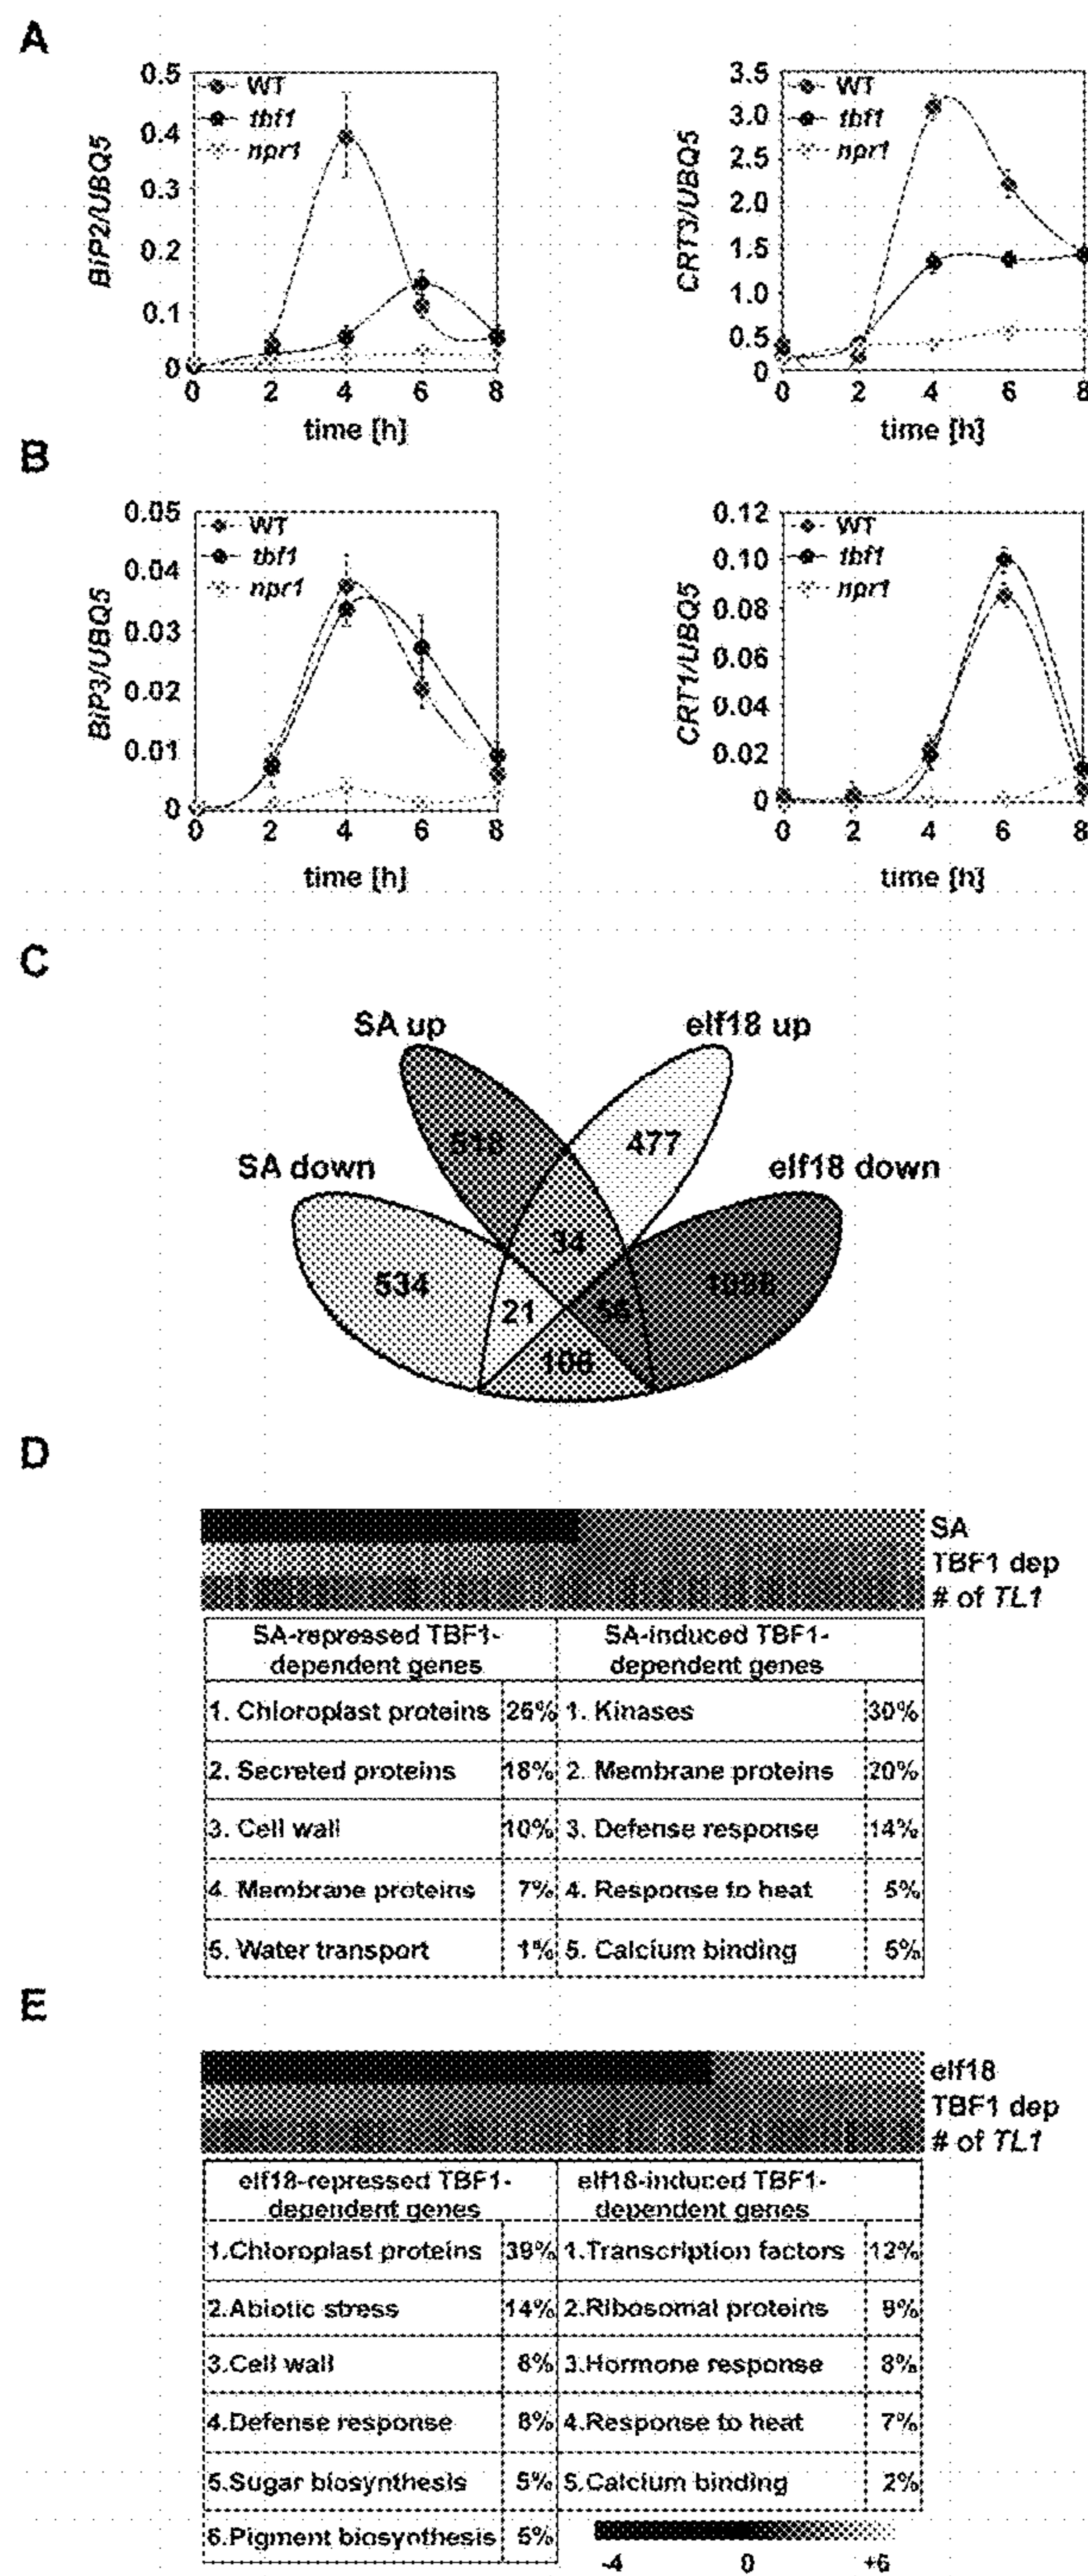 A
0.5
0.4
0.3
0.2
0.1
0
BiP2/UBQ5
WT
tbf1
npr1
0 2 4 6 8
time [h]
3.5
3.0
2.5
2.0
1.5
1.0
0.5
0
CRT3/UBQ5
WT
tbf1
npr1
0 2 4 6 8
time [h]
B
0.05
0.04
0.03
0.02
0.01
0
BiP3/UBQ5
WT
tbf1
npr1
0 2 4 6 8
time [h]
0.12
0.10
0.08
0.06
0.04
0.02
0
CRT1/UBQ5
WT
tbf1
npr1
0 2 4 6 8
time [h]
C
SA up
elf18 up
SA down
elf18 down
477
34
534
21
106
D
SA
TBF1 dep
# of TL1
SA-repressed TBF1-
dependent genes
SA-induced TBF1-
dependent genes
1. Chloroplast proteins 26% 1. Kinases 30%
2. Secreted proteins 18% 2. Membrane proteins 20%
3. Cell wall 10% 3. Defense response 14%
4. Membrane proteins 7% 4. Response to heat 5%
5. Water transport 1% 5. Calcium binding 5%
E
elf18
TBF1 dep
# of TL1
elf18-repressed TBF1-
dependent genes
elf18-induced TBF1-
dependent genes
1.Chloroplast proteins 39% 1.Transcription factors 12%
2.Abiotic stress 14% 2.Ribosomal proteins 9%
3.Cell wall 8% 3.Hormone response 8%
4.Defense response 8% 4.Response to heat 7%
5.Sugar biosynthesis 5% 5.Calcium binding 2%
6.Pigment biosynthesis 5%
-4 0 +6